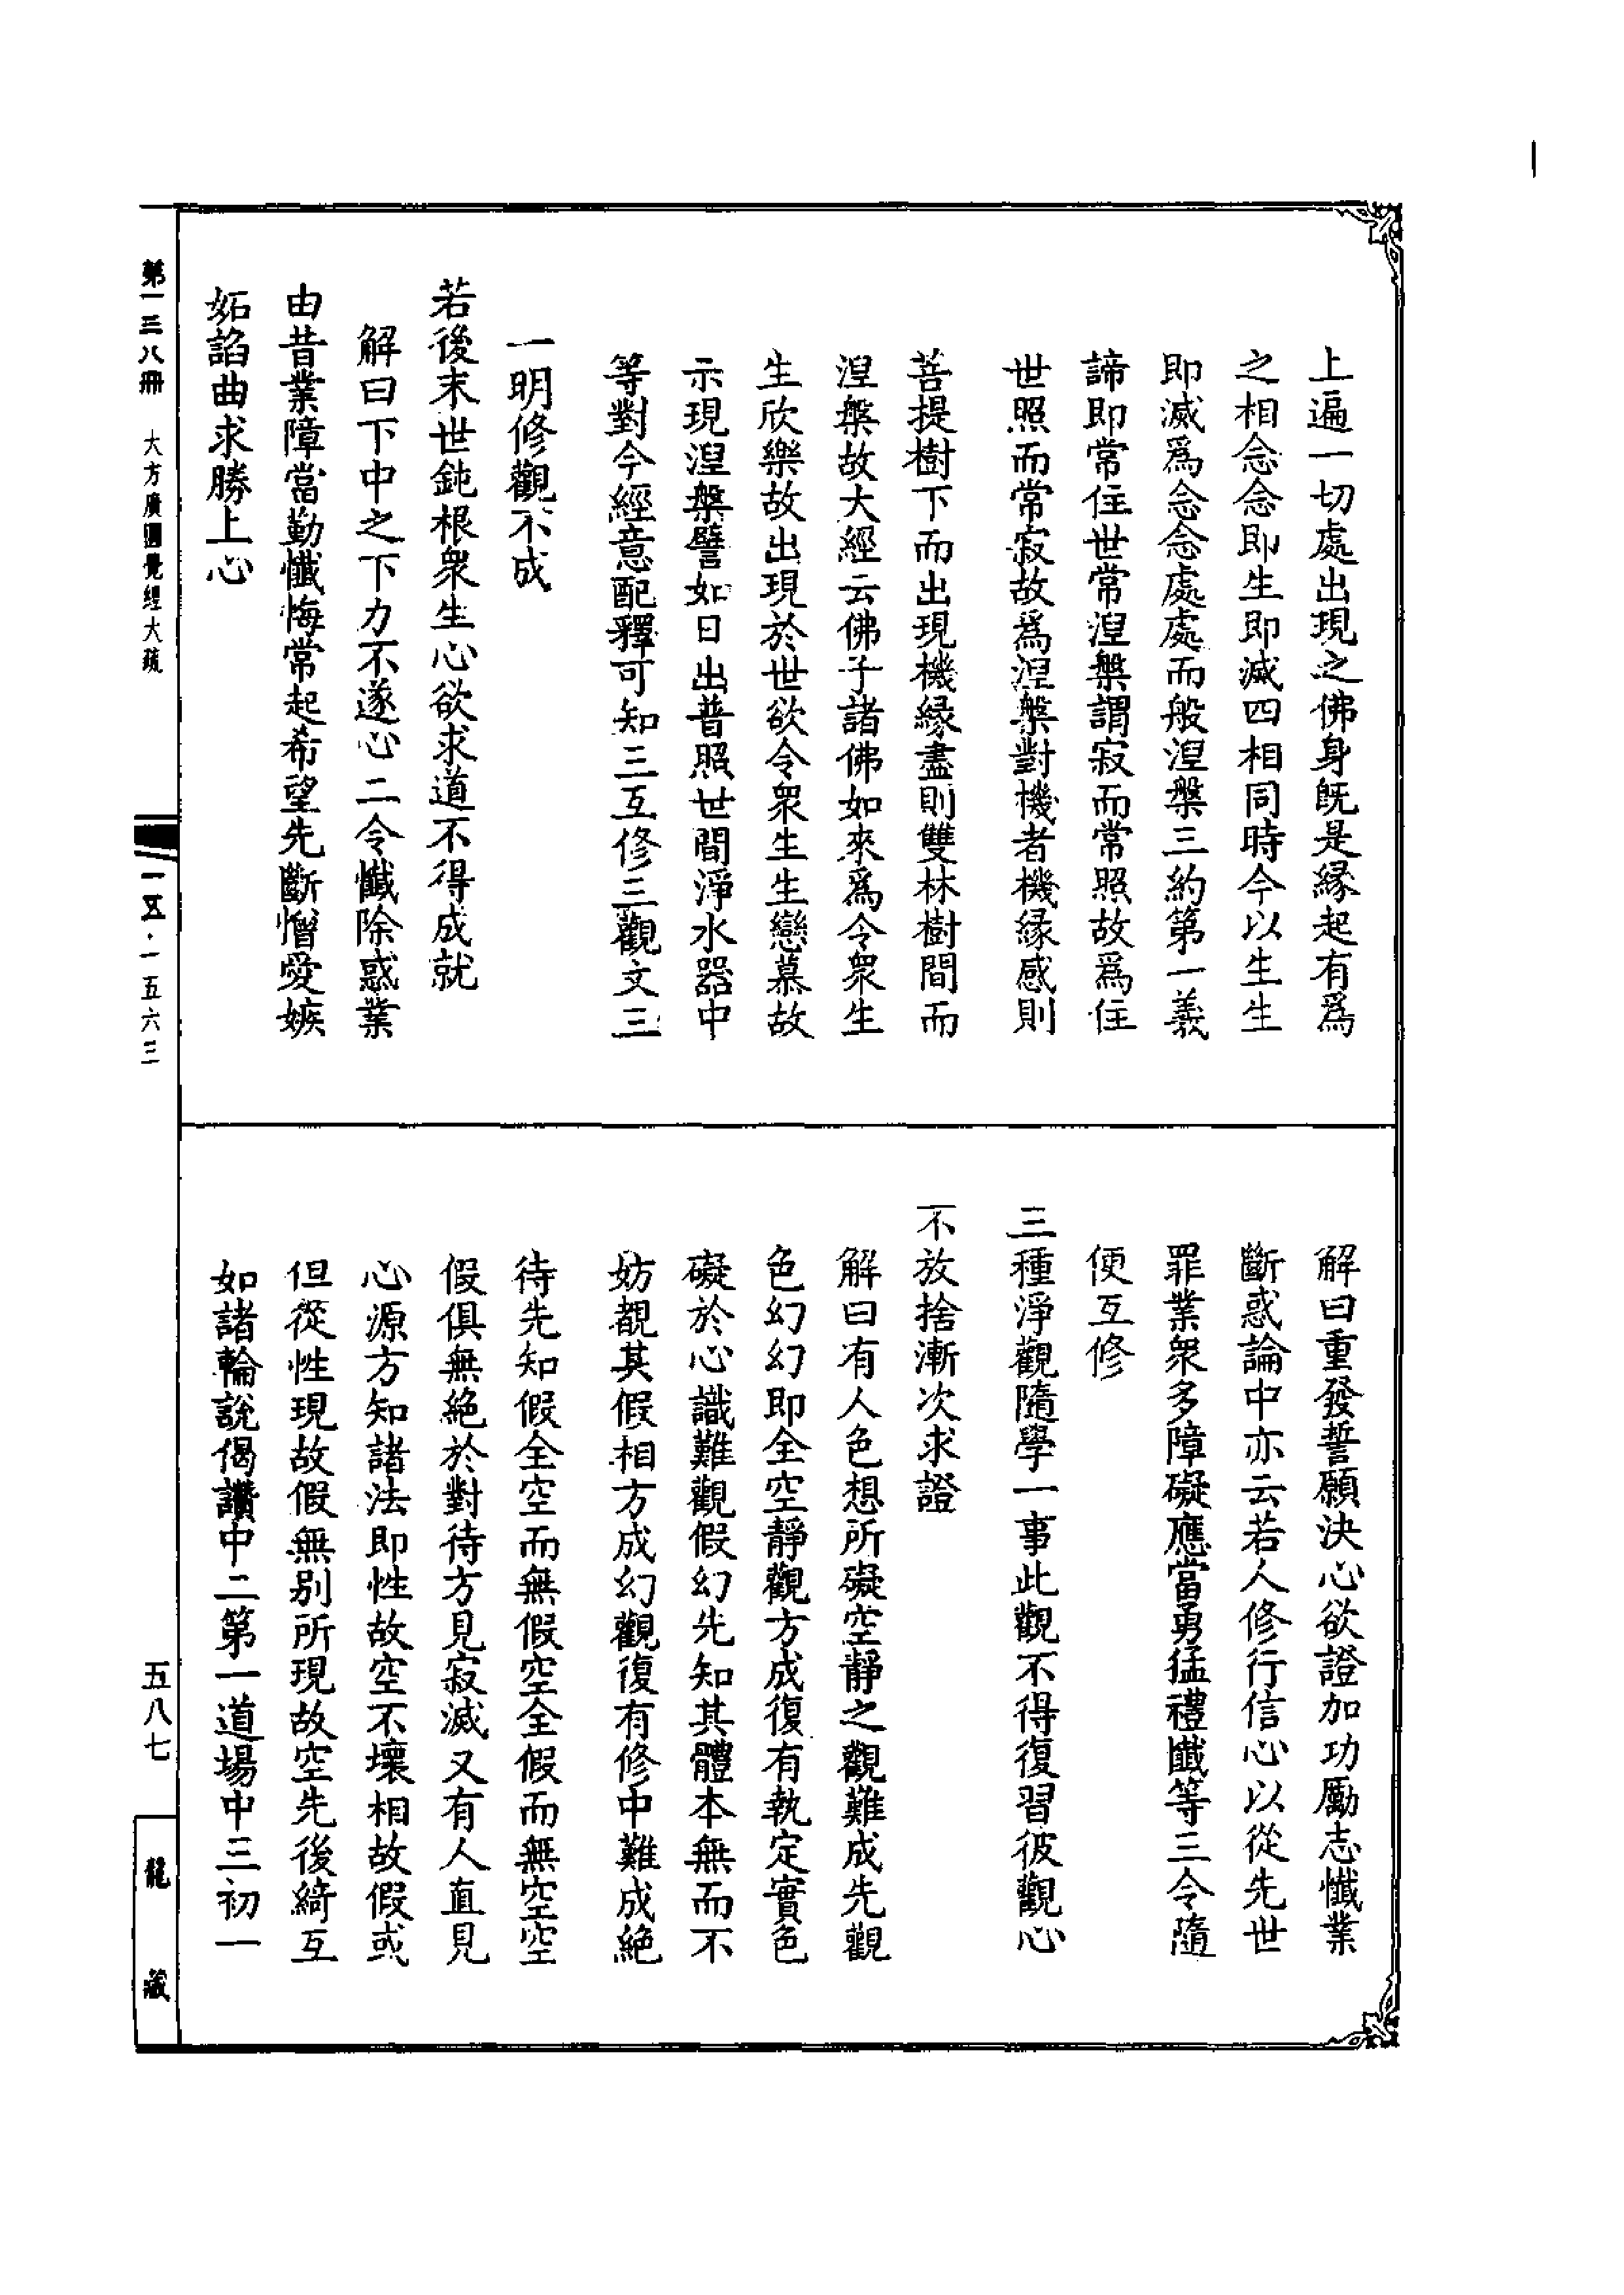 上遍一切處出現之佛身旣是緣起有爲
之相念念即生即滅四相同時今以生生
即滅爲念念處處而般涅槃三約第一義
諦即常住世常涅槃謂寂而常照故爲住
世照而常寂故爲涅槃對機者機緣感則
菩提樹下而出現機緣盡則雙林樹間而
涅槃故大經云佛子諸佛如來爲令衆生
生欣樂故出現於世欲令衆生生戀慕故
示現涅槃譬如日出普照世間淨水器中
等對今經意配釋可知三互修三觀文三
一明修觀不成
若後末世鈍根衆生心欲求道不得成就
解曰下中之下力不遂心二令懺除惑業
由昔業障當勤懺悔常起希望先斷憎愛嫉
妬諂曲求勝上心
解曰重發誓願決心欲證加功勵志懺業
斷惑論中亦云若人修行信心以從先世
罪業衆多障礙應當勇猛禮懺等三令隨
便互修
三種淨觀隨學一事此觀不得復習彼觀心
不放捨漸次求證
解曰有人色想所礙空靜之觀難成先觀
色幻幻即全空靜觀方成復有執定實色
礙於心識難觀假幻先知其體本無而不
妨覩其假相方成幻觀復有修中難成絕
待先知假全空而無假空全假而無空空
假俱無絕於對待方見寂滅又有人直見
心源方知諸法即性故空不壞相故假或
但從性現故假無別所現故空先後綺互
如諸輪說偈讚中二第一道場中三初一
第一三八冊 大方廣圓覺經大疏
一五·一五六三
五八七
龍藏